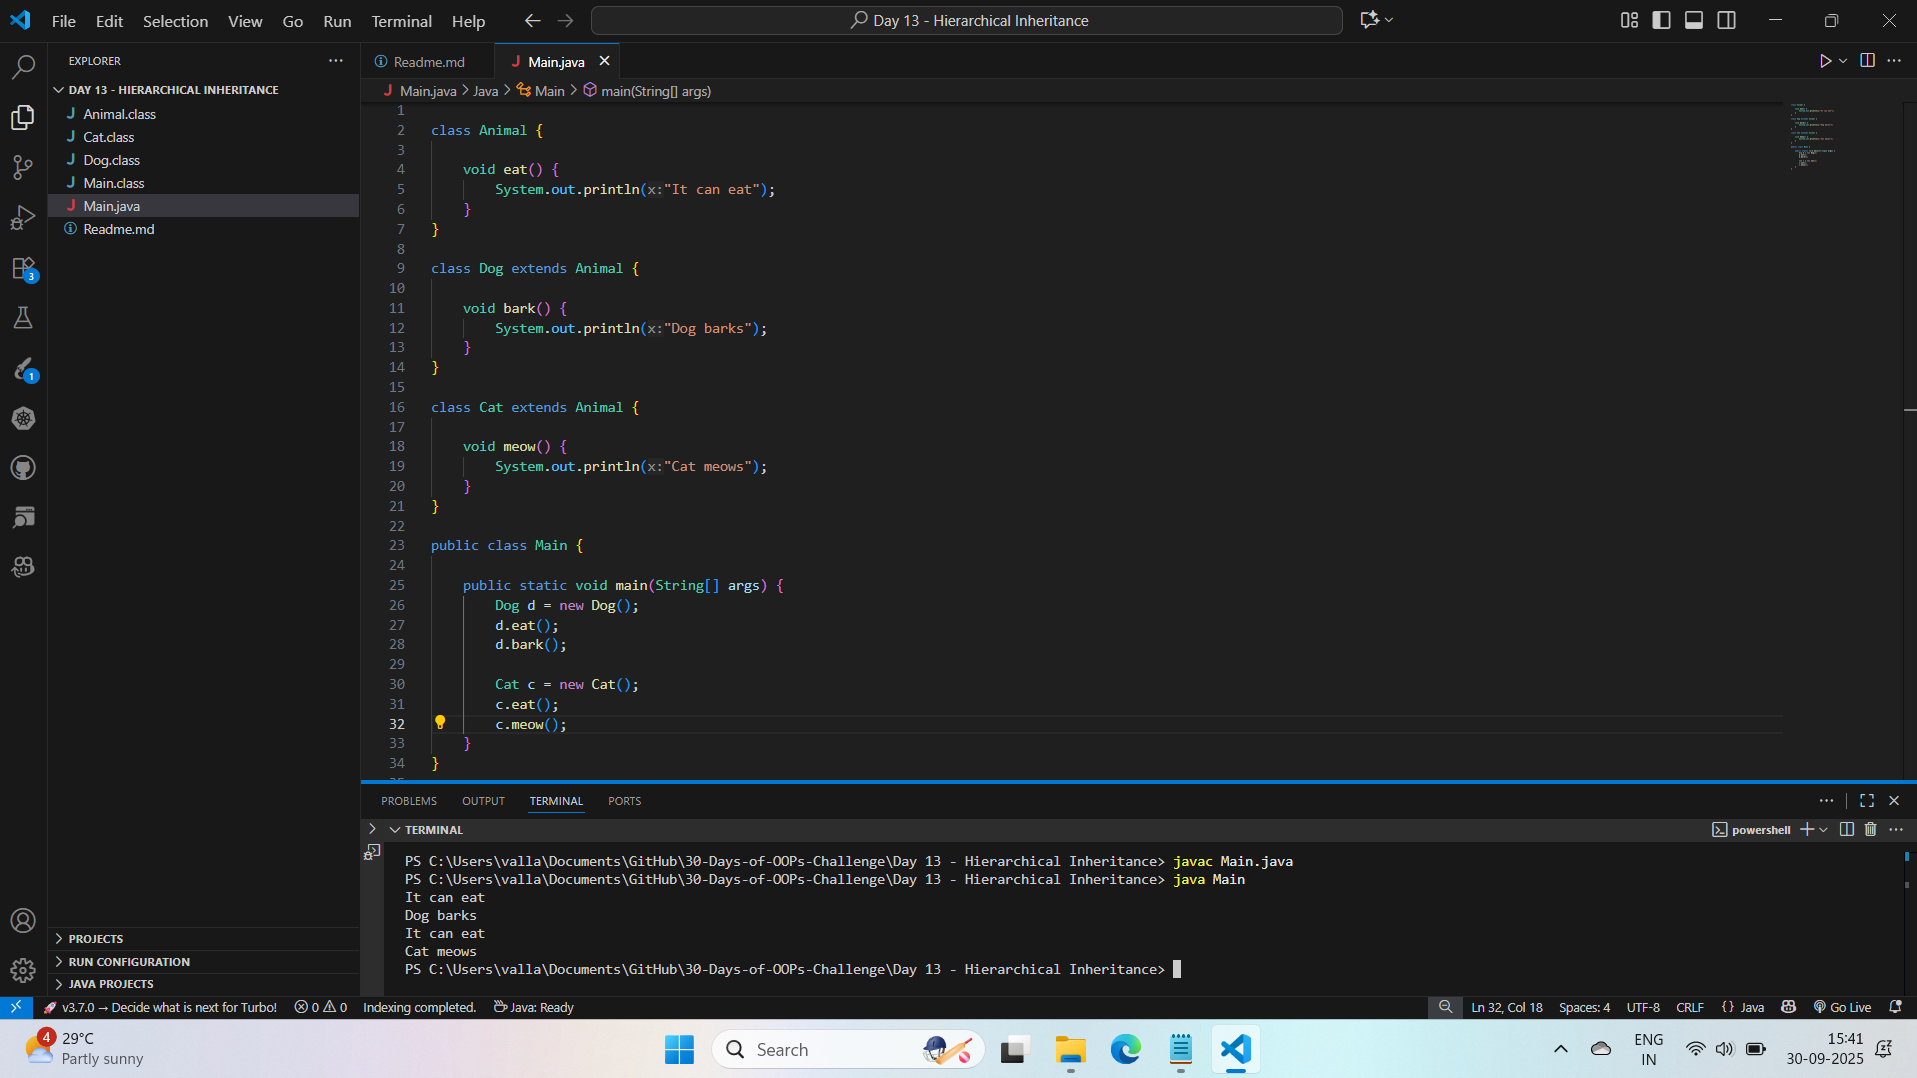 File Edit Selection View Go Run Terminal Help
Day 13 - Hierarchical Inheritance
EXPLORER
DAY 13 - HIERARCHICAL INHERITANCE
Animal.class
Cat.class
Dog.class
Main.class
Main.java
Readme.md
3
1
PROJECTS
RUN CONFIGURATION
JAVA PROJECTS
Readme.md
Main.java
Main.java > Java > Main > main(String[] args)
1
2 class Animal {
3
4 void eat() {
5 System.out.println(x:"It can eat");
6 }
7 }
8
9 class Dog extends Animal {
10
11 void bark() {
12 System.out.println(x:"Dog barks");
13 }
14 }
15
16 class Cat extends Animal {
17
18 void meow() {
19 System.out.println(x:"Cat meows");
20 }
21 }
22
23 public class Main {
24
25 public static void main(String[] args) {
26 Dog d = new Dog();
27 d.eat();
28 d.bark();
29
30 Cat c = new Cat();
31 c.eat();
32 c.meow();
33 }
34 }
PROBLEMS OUTPUT TERMINAL PORTS
TERMINAL
powershell
PS C:\Users\valla\Documents\GitHub\30-Days-of-OOPs-Challenge\Day 13 - Hierarchical Inheritance> javac Main.java
PS C:\Users\valla\Documents\GitHub\30-Days-of-OOPs-Challenge\Day 13 - Hierarchical Inheritance> java Main
It can eat
Dog barks
It can eat
Cat meows
PS C:\Users\valla\Documents\GitHub\30-Days-of-OOPs-Challenge\Day 13 - Hierarchical Inheritance>
v3.7.0 → Decide what is next for Turbo! 0 0 Indexing completed. Java: Ready
Ln 32, Col 18 Spaces: 4 UTF-8 CRLF {} Java Go Live
4
29°C
Partly sunny
Search
ENG
IN
15:41
30-09-2025